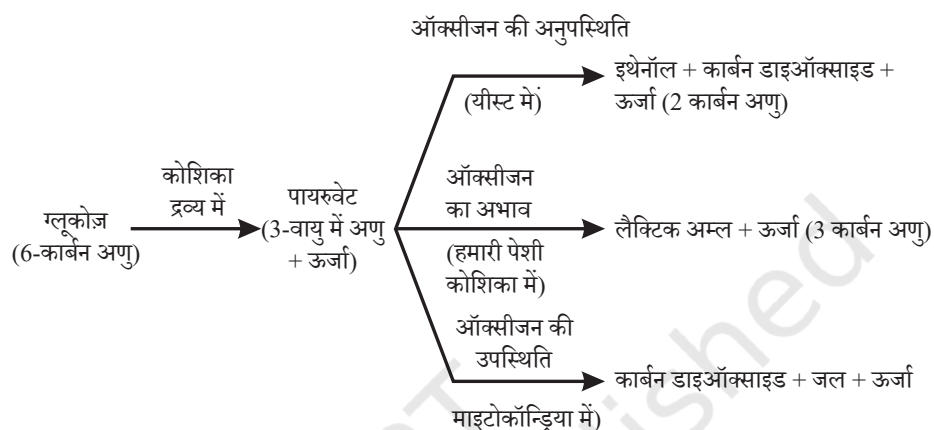 ऑक्सीजन की अनुपस्थिति
(यीस्ट में)
इथेनॉल + कार्बन डाइऑक्साइड +
ऊर्जा (2 कार्बन अणु)
ग्लूकोज़
(6-कार्बन अणु)
कोशिका
द्रव्य में
पायरुवेट
(3-वायु में अणु
+ ऊर्जा)
ऑक्सीजन
का अभाव
(हमारी पेशी
कोशिका में)
लैक्टिक अम्ल + ऊर्जा (3 कार्बन अणु)
ऑक्सीजन की
उपस्थिति
माइटोकॉन्ड्रिया में)
कार्बन डाइऑक्साइड + जल + ऊर्जा